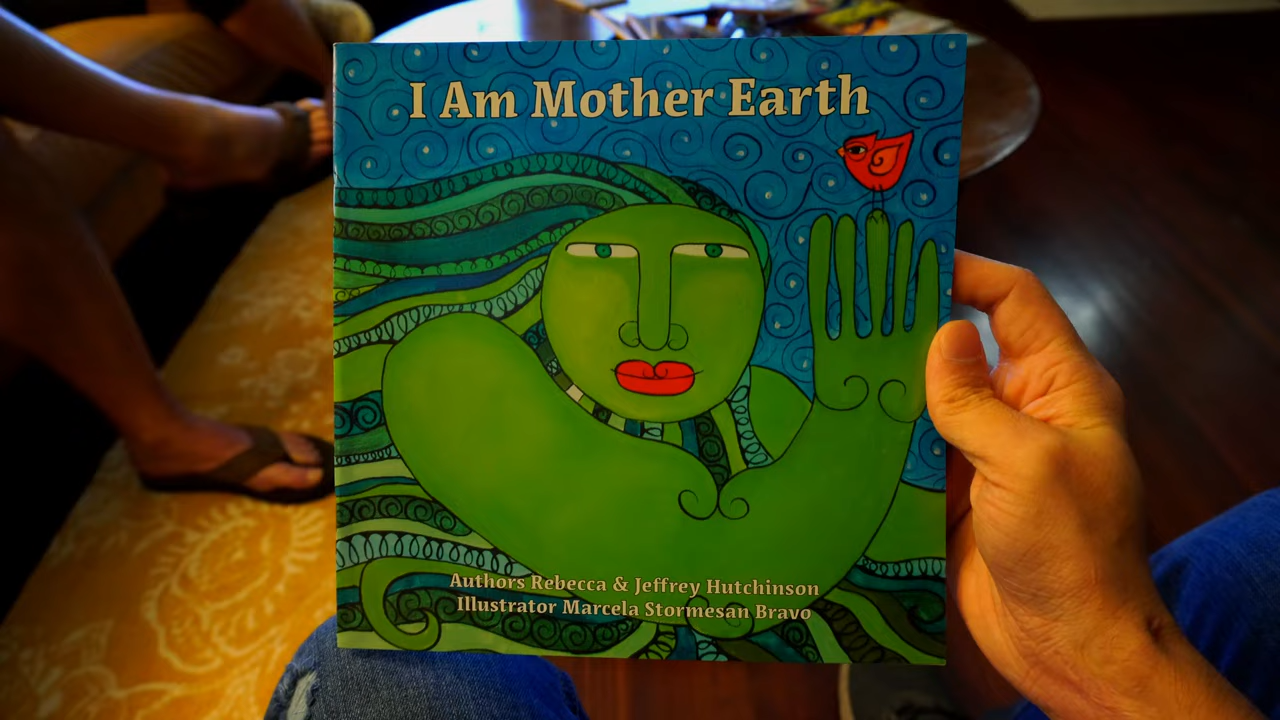 I Am Mother Earth
Authors Rebecca & Jeffrey Hutchinson
Illustrator Marcela Stormesan Bravo